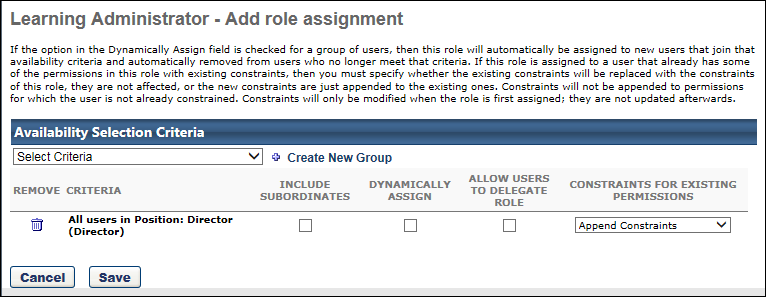 Learning Administrator - Add role assignment
If the option in the Dynamically Assign field is checked for a group of users, then this role will automatically be assigned to new users that join that
availability criteria and automatically removed from users who no longer meet that criteria. If this role is assigned to a user that already has some
of the permissions in this role with existing constraints, then you must specify whether the existing constraints will be replaced with the constraints
of this role, they are not affected, or the new constraints are just appended to the existing ones. Constraints will not be appended to permissions
for which the user is not already constrained. Constraints will only be modified when the role is first assigned; they are not updated afterwards.
Availability Selection Criteria
Select Criteria Create New Group
REMOVE CRITERIA INCLUDE SUBORDINATES DYNAMICALLY ASSIGN ALLOW USERS TO DELEGATE ROLE CONSTRAINTS FOR EXISTING PERMISSIONS
All users in Position: Director
(Director)
Append Constraints
Cancel Save